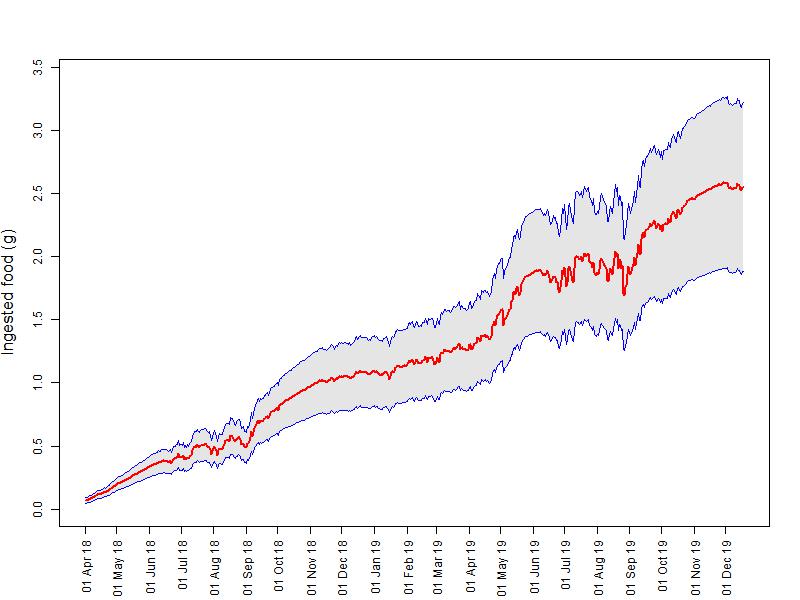 Ingested food (g)
3.5
3.0
2.5
2.0
1.5
1.0
0.5
0.0
01 Apr 18
01 May 18
01 Jun 18
01 Jul 18
01 Aug 18
01 Sep 18
01 Oct 18
01 Nov 18
01 Dec 18
01 Jan 19
01 Feb 19
01 Mar 19
01 Apr 19
01 May 19
01 Jun 19
01 Jul 19
01 Aug 19
01 Sep 19
01 Oct 19
01 Nov 19
01 Dec 19